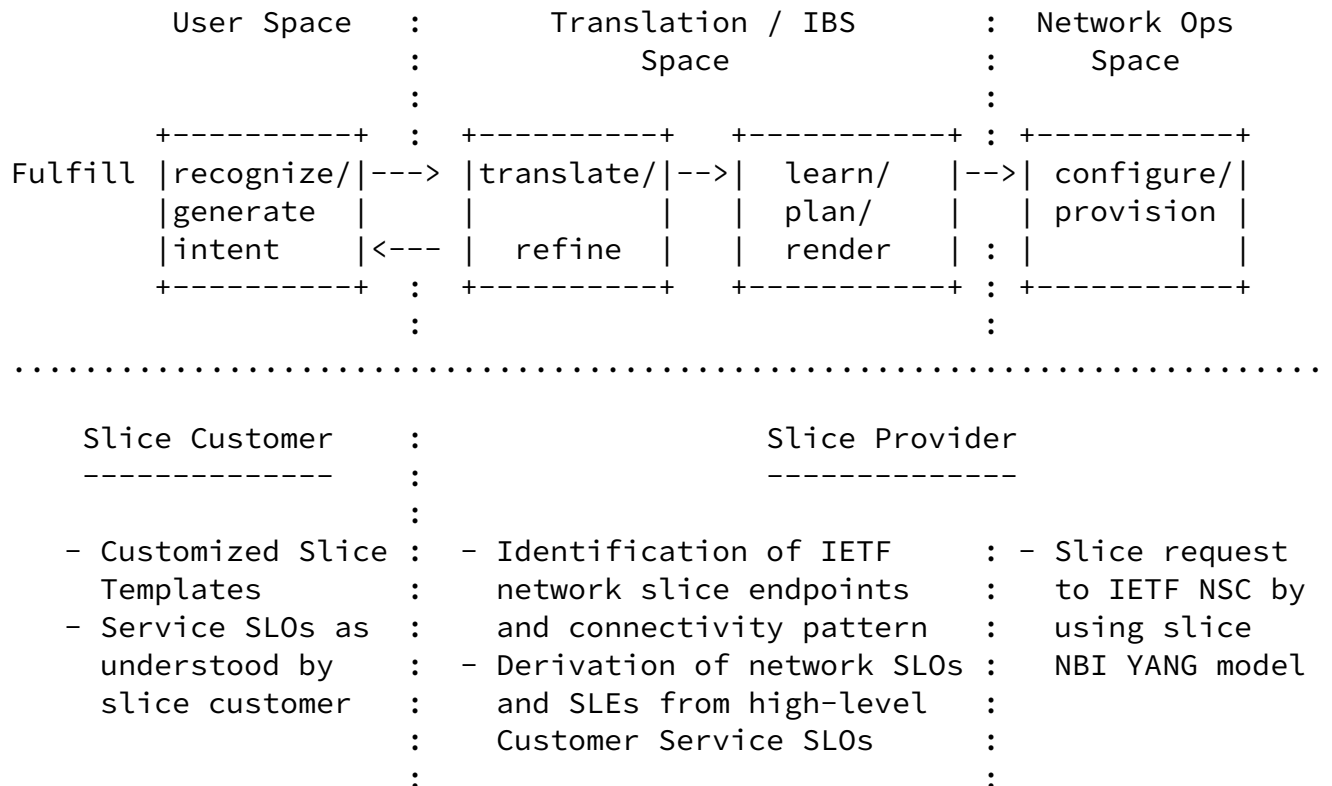 User Space   :       Translation / IBS       :  Network Ops
                      :            Space              :     Space
                      :                               :
        +----------+  :  +----------+   +-----------+ : +-----------+
Fulfill |recognize/|---> |translate/|-->|  learn/   |-->| configure/|
        |generate  |     |          |   |  plan/    |   | provision |
        |intent    |<--- |  refine  |   |  render   | : |           |
        +----------+  :  +----------+   +-----------+ : +-----------+
                      :                               :
.........................................................................

    Slice Customer    :                   Slice Provider
    --------------    :                   --------------
                      :
   - Customized Slice :  - Identification of IETF     : - Slice request
     Templates        :    network slice endpoints    :   to IETF NSC by
   - Service SLOs as  :    and connectivity pattern   :   using slice
     understood by    :  - Derivation of network SLOs :   NBI YANG model
     slice customer   :    and SLEs from high-level   :
                      :    Customer Service SLOs      :
                      :                               :